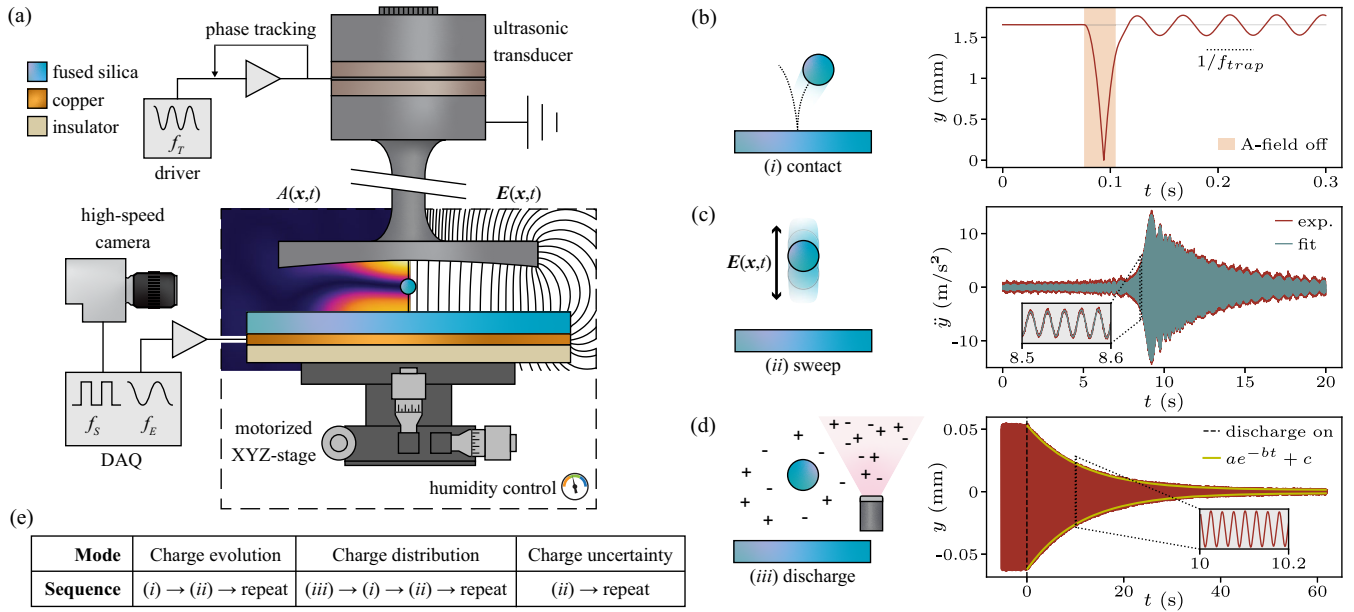 (a)
phase tracking
ultrasonic
transducer
fused silica
copper
insulator
f_T
driver
A(x,t)
E(x,t)
high-speed
camera
f_S
f_E
DAQ
motorized
XYZ-stage
humidity control
(b)
(i) contact
y (mm)
1.5
1.0
0.5
0
1/f_trap
A-field off
0
0.1
0.2
0.3
t (s)
(c)
E(x,t)
(ii) sweep
ÿ (m/s²)
10
0
-10
exp.
fit
8.5
8.6
0
5
10
15
20
t (s)
(d)
+ - + - + - + - + -
(iii) discharge
y (mm)
0.05
0
-0.05
discharge on
ae^{-bt} + c
10
10.2
0
20
40
60
t (s)
(e)
Mode Charge evolution Charge distribution Charge uncertainty
Sequence (i) → (ii) → repeat (iii) → (i) → (ii) → repeat (ii) → repeat